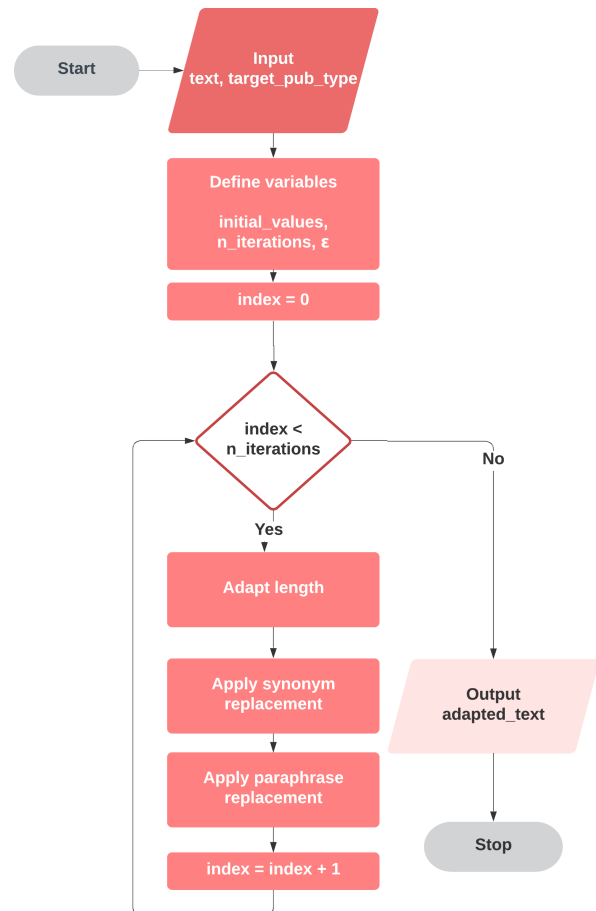 Start
Input
text, target_pub_type
Define variables
initial_values,
n_iterations, ε
index = 0
index <
n_iterations
No
Yes
Adapt length
Apply synonym
replacement
Output
adapted_text
Apply paraphrase
replacement
Stop
index = index + 1